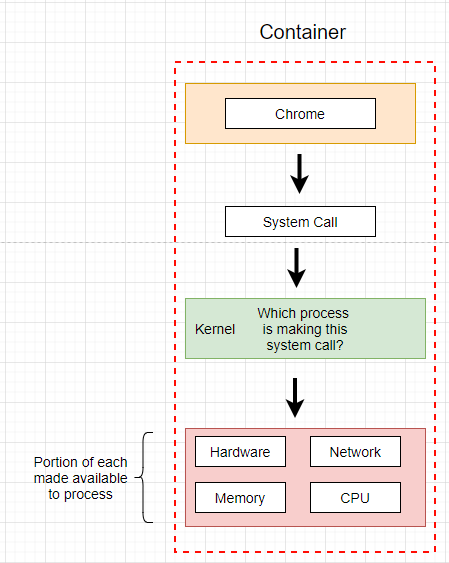 Container
Chrome
System Call
Kernel
Which process
is making this
system call?
Portion of each
made available
to process
Hardware
Network
Memory
CPU